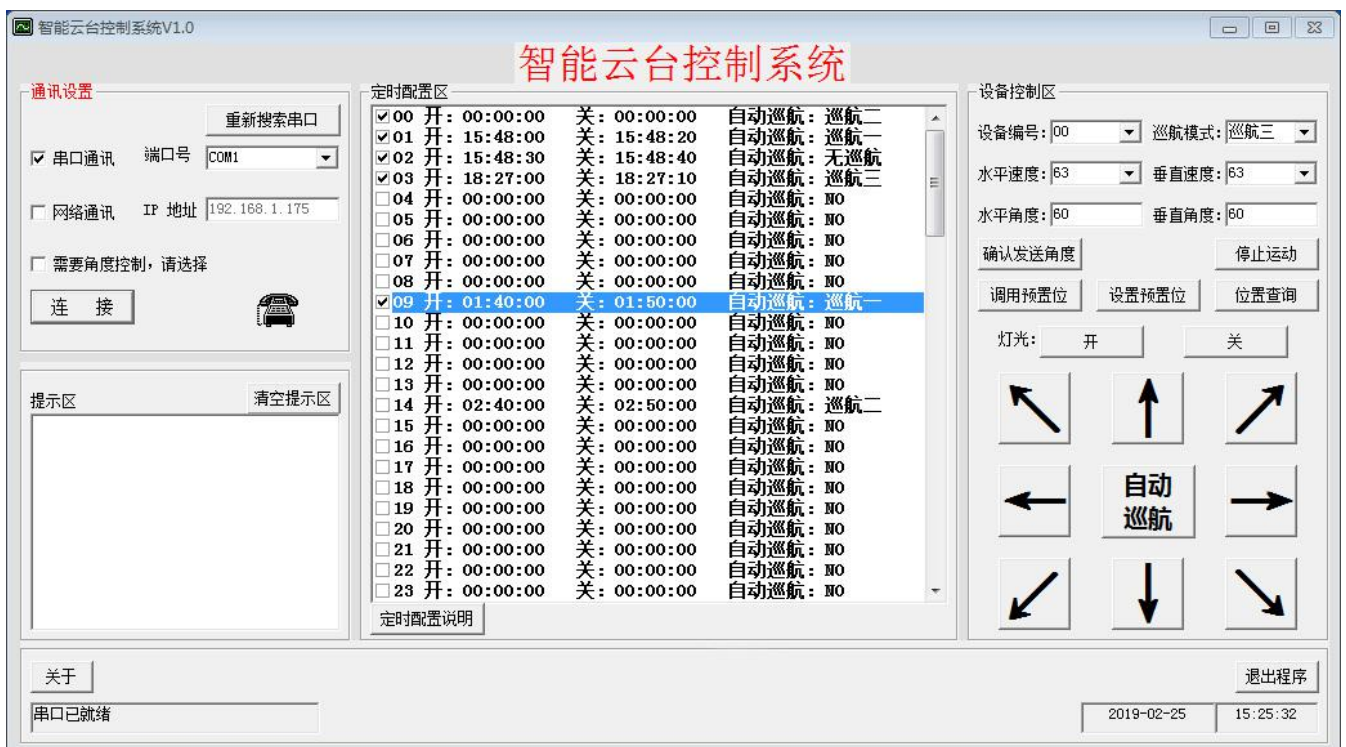 智能云台控制系统V1.0
智能云台控制系统
通讯设置
重新搜索串口
串口通讯 端口号 COM1
网络通讯 IP 地址 192.168.1.175
需要角度控制，请选择
连 接
提示区 清空提示区
定时配置区
00 开：00:00:00 关：00:00:00 自动巡航：巡航二
01 开：15:48:00 关：15:48:20 自动巡航：巡航一
02 开：15:48:30 关：15:48:40 自动巡航：无巡航
03 开：18:27:00 关：18:27:10 自动巡航：巡航三
04 开：00:00:00 关：00:00:00 自动巡航：NO
05 开：00:00:00 关：00:00:00 自动巡航：NO
06 开：00:00:00 关：00:00:00 自动巡航：NO
07 开：00:00:00 关：00:00:00 自动巡航：NO
08 开：00:00:00 关：00:00:00 自动巡航：NO
09 开：01:40:00 关：01:50:00 自动巡航：巡航一
10 开：00:00:00 关：00:00:00 自动巡航：NO
11 开：00:00:00 关：00:00:00 自动巡航：NO
12 开：00:00:00 关：00:00:00 自动巡航：NO
13 开：00:00:00 关：00:00:00 自动巡航：NO
14 开：02:40:00 关：02:50:00 自动巡航：巡航二
15 开：00:00:00 关：00:00:00 自动巡航：NO
16 开：00:00:00 关：00:00:00 自动巡航：NO
17 开：00:00:00 关：00:00:00 自动巡航：NO
18 开：00:00:00 关：00:00:00 自动巡航：NO
19 开：00:00:00 关：00:00:00 自动巡航：NO
20 开：00:00:00 关：00:00:00 自动巡航：NO
21 开：00:00:00 关：00:00:00 自动巡航：NO
22 开：00:00:00 关：00:00:00 自动巡航：NO
23 开：00:00:00 关：00:00:00 自动巡航：NO
定时配置说明
设备控制区
设备编号：00 巡航模式：巡航三
水平速度：63 垂直速度：63
水平角度：60 垂直角度：60
确认发送角度 停止运动
调用预置位 设置预置位 位置查询
灯光： 开 关
自动
巡航
关于 退出程序
串口已就绪 2019-02-25 15:25:32